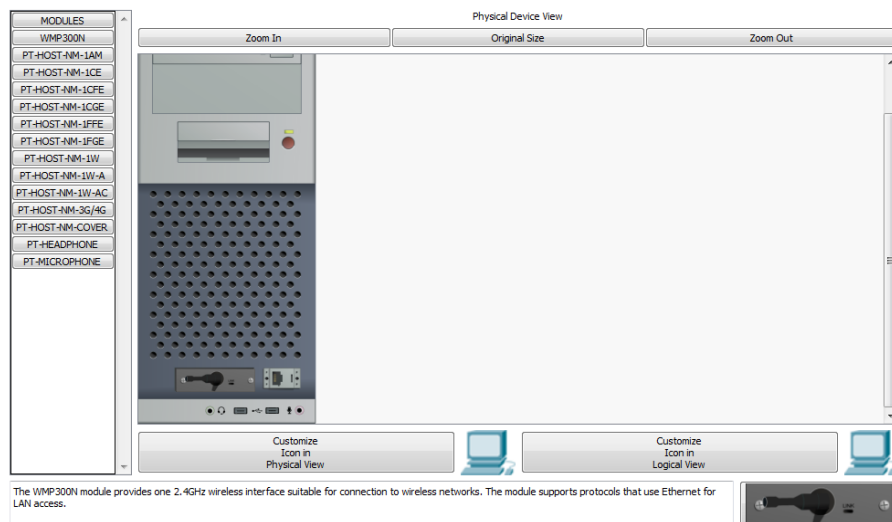 Physical Device View
MODULES
WMP300N
PT-HOST-NM-1AM
PT-HOST-NM-1CE
PT-HOST-NM-1CFE
PT-HOST-NM-1CGE
PT-HOST-NM-1FFE
PT-HOST-NM-1FGE
PT-HOST-NM-1W
PT-HOST-NM-1W-A
PT-HOST-NM-1W-AC
PT-HOST-NM-3G/4G
PT-HOST-NM-COVER
PT-HEADPHONE
PT-MICROPHONE
Zoom In
Original Size
Zoom Out
Customize
Icon in
Physical View
Customize
Icon in
Logical View
The WMP300N module provides one 2.4GHz wireless interface suitable for connection to wireless networks. The module supports protocols that use Ethernet for
LAN access.
LINK